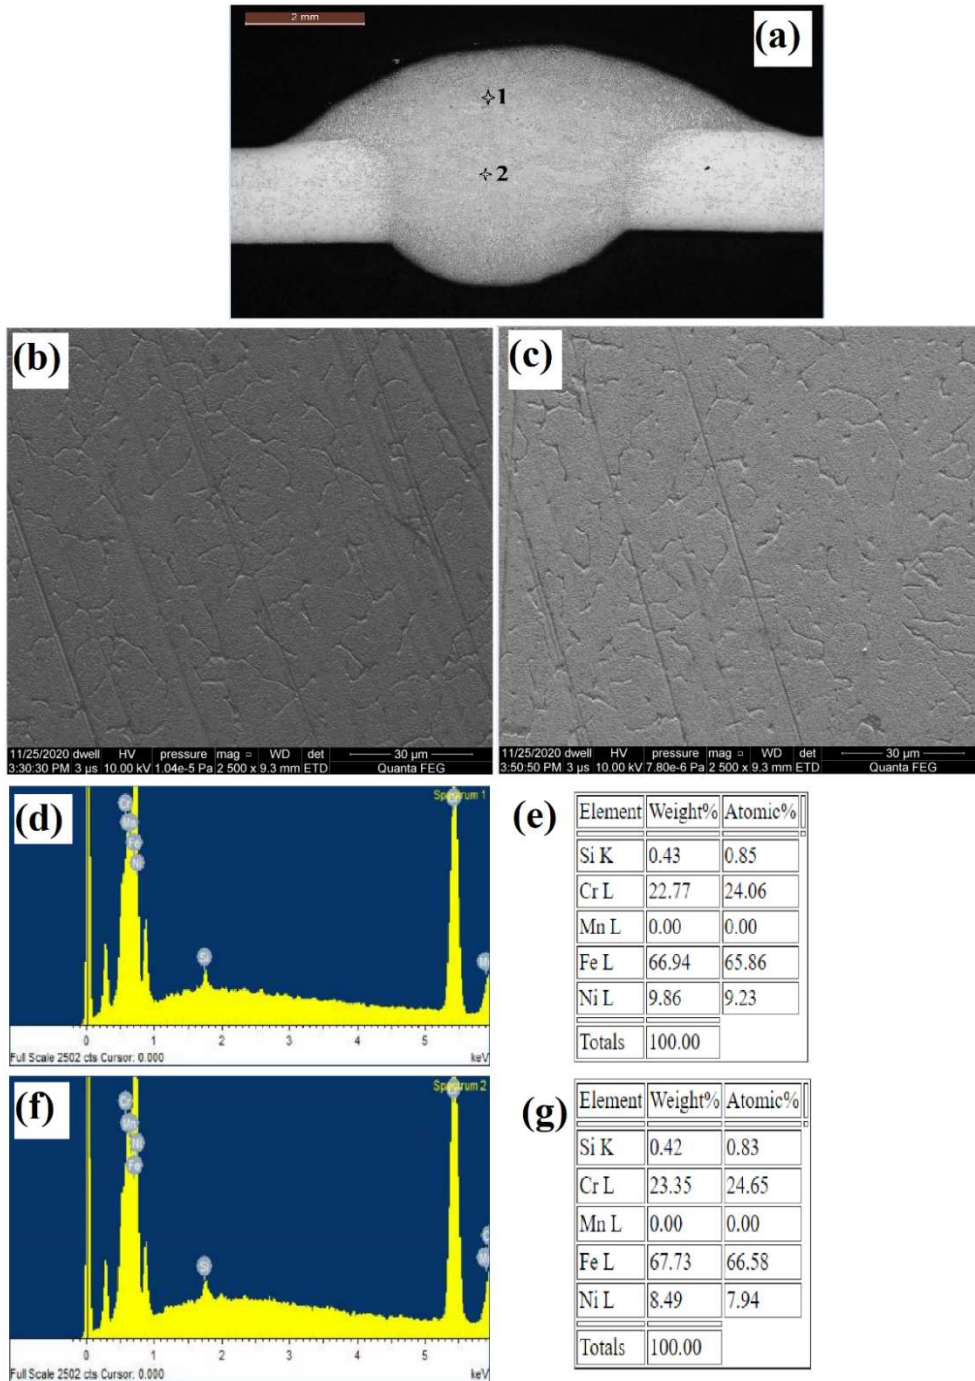 2 mm
(a)
1
2
(b)
(c)
11/25/2020 dwell HV pressure mag □ WD det 30 µm
3:30:30 PM 3 µs 10.00 kV 1.04e-5 Pa 2 500 x 9.3 mm ETD Quanta FEG
11/25/2020 dwell HV pressure mag □ WD det 30 µm
3:50:50 PM 3 µs 10.00 kV 7.80e-6 Pa 2 500 x 9.3 mm ETD Quanta FEG
(d)
Spectrum 1
Cr
Mn
Fe
Ni
Si
0 1 2 3 4 5
Full Scale 2502 cts Cursor: 0.000 keV
(e)
Element Weight% Atomic%
Si K 0.43 0.85
Cr L 22.77 24.06
Mn L 0.00 0.00
Fe L 66.94 65.86
Ni L 9.86 9.23
Totals 100.00
(f)
Spectrum 2
Cr
Mn
Ni
Fe
Si
0 1 2 3 4 5
Full Scale 2502 cts Cursor: 0.000 keV
(g)
Element Weight% Atomic%
Si K 0.42 0.83
Cr L 23.35 24.65
Mn L 0.00 0.00
Fe L 67.73 66.58
Ni L 8.49 7.94
Totals 100.00